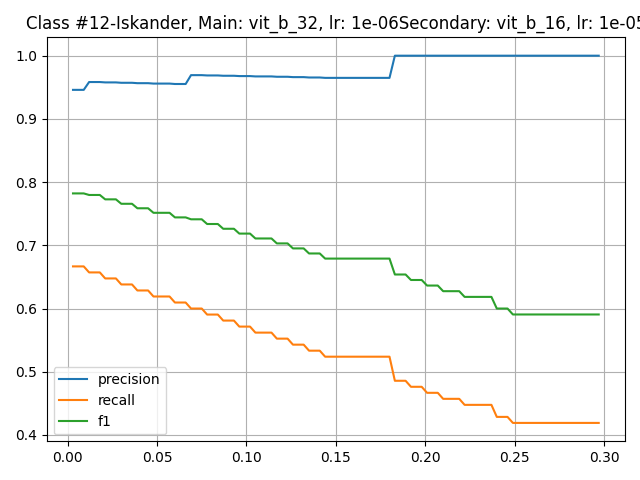 Class #12-Iskander, Main: vit_b_32, lr: 1e-06Secondary: vit_b_16, lr: 1e-05
1.0
0.9
0.8
0.7
0.6
0.5
0.4
precision
recall
f1
0.00 0.05 0.10 0.15 0.20 0.25 0.30